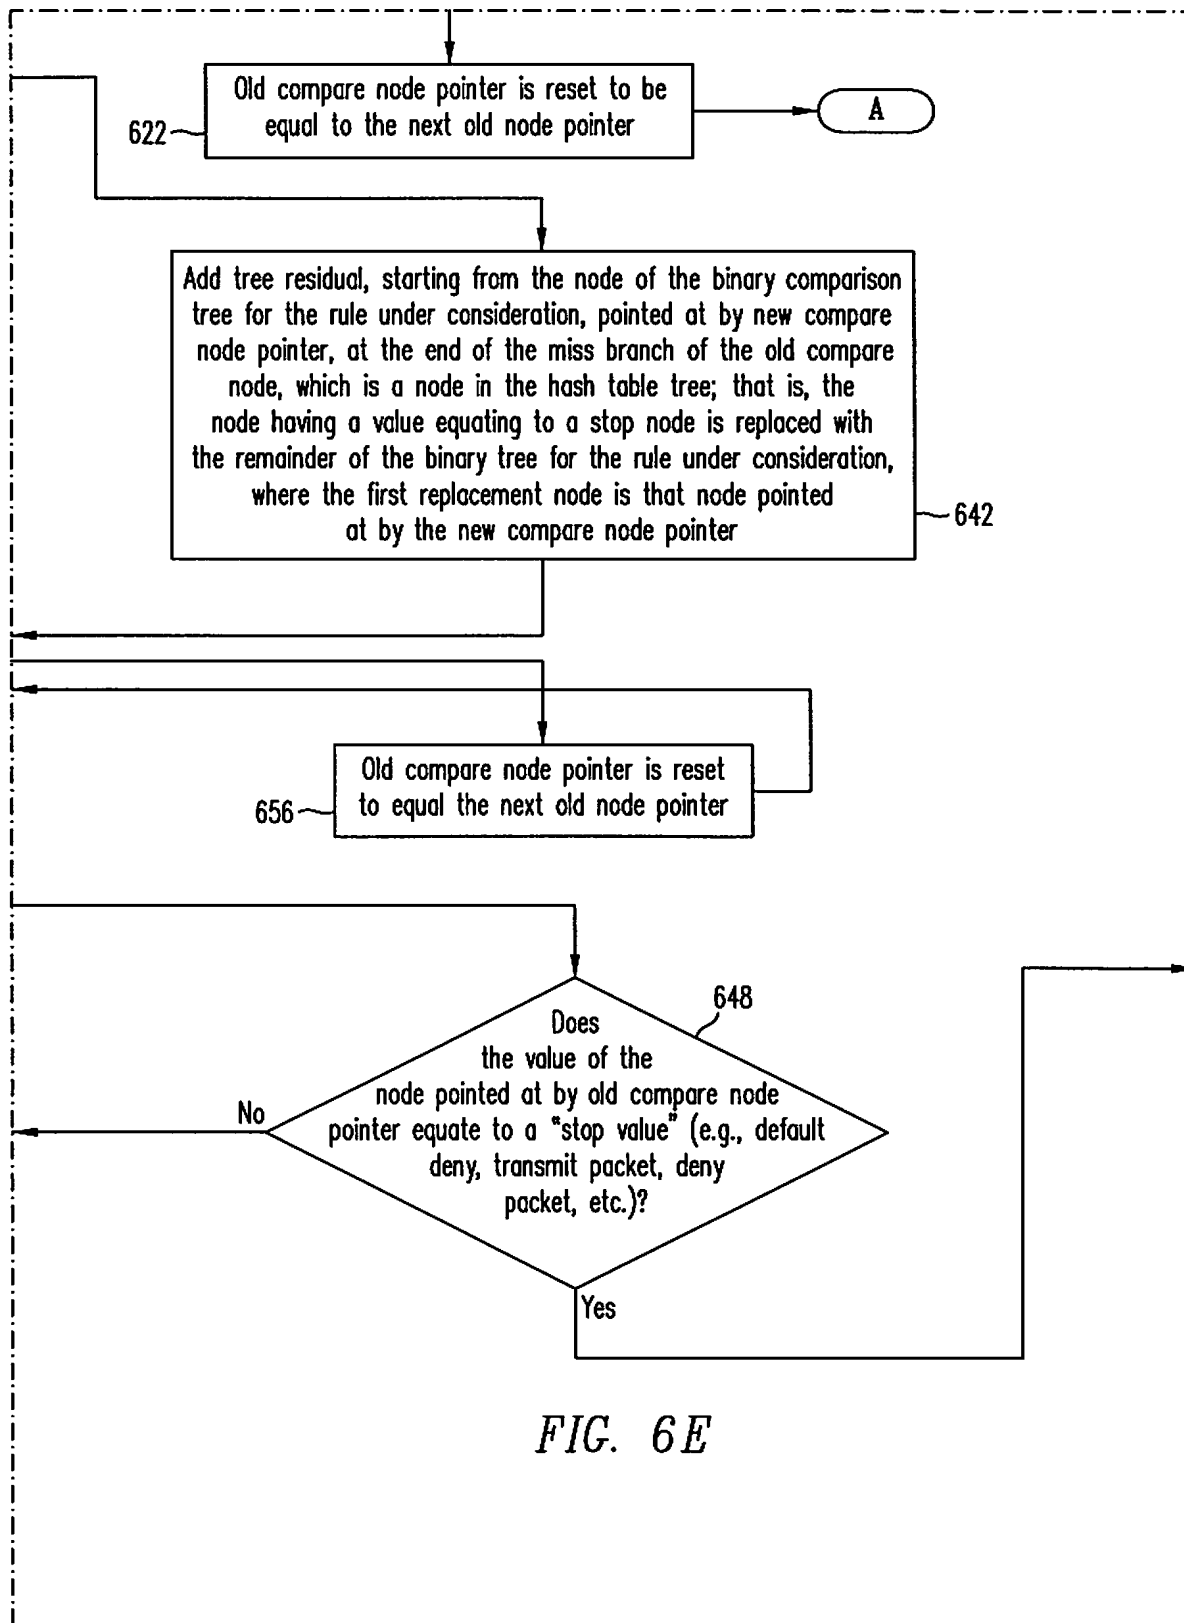 Old compare node pointer is reset to be
equal to the next old node pointer
622
A
Add tree residual, starting from the node of the binary comparison
tree for the rule under consideration, pointed at by new compare
node pointer, at the end of the miss branch of the old compare
node, which is a node in the hash table tree; that is, the
node having a value equating to a stop node is replaced with
the remainder of the binary tree for the rule under consideration,
where the first replacement node is that node pointed
at by the new compare node pointer
642
Old compare node pointer is reset
to equal the next old node pointer
656
648
Does
the value of the
node pointed at by old compare node
pointer equate to a "stop value" (e.g., default
deny, transmit packet, deny
packet, etc.)?
No
Yes
FIG. 6E